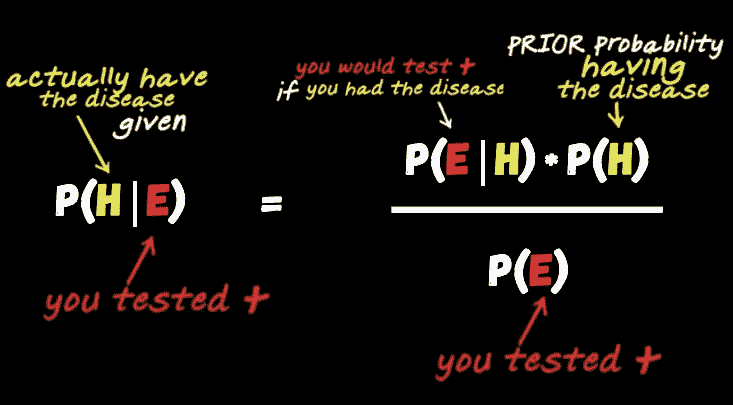 actually have
the disease
given
P(H|E)
you tested +
=
you would test +
if you had the disease
PRIOR Probability
having
the disease
P(E|H) * P(H)
P(E)
you tested +